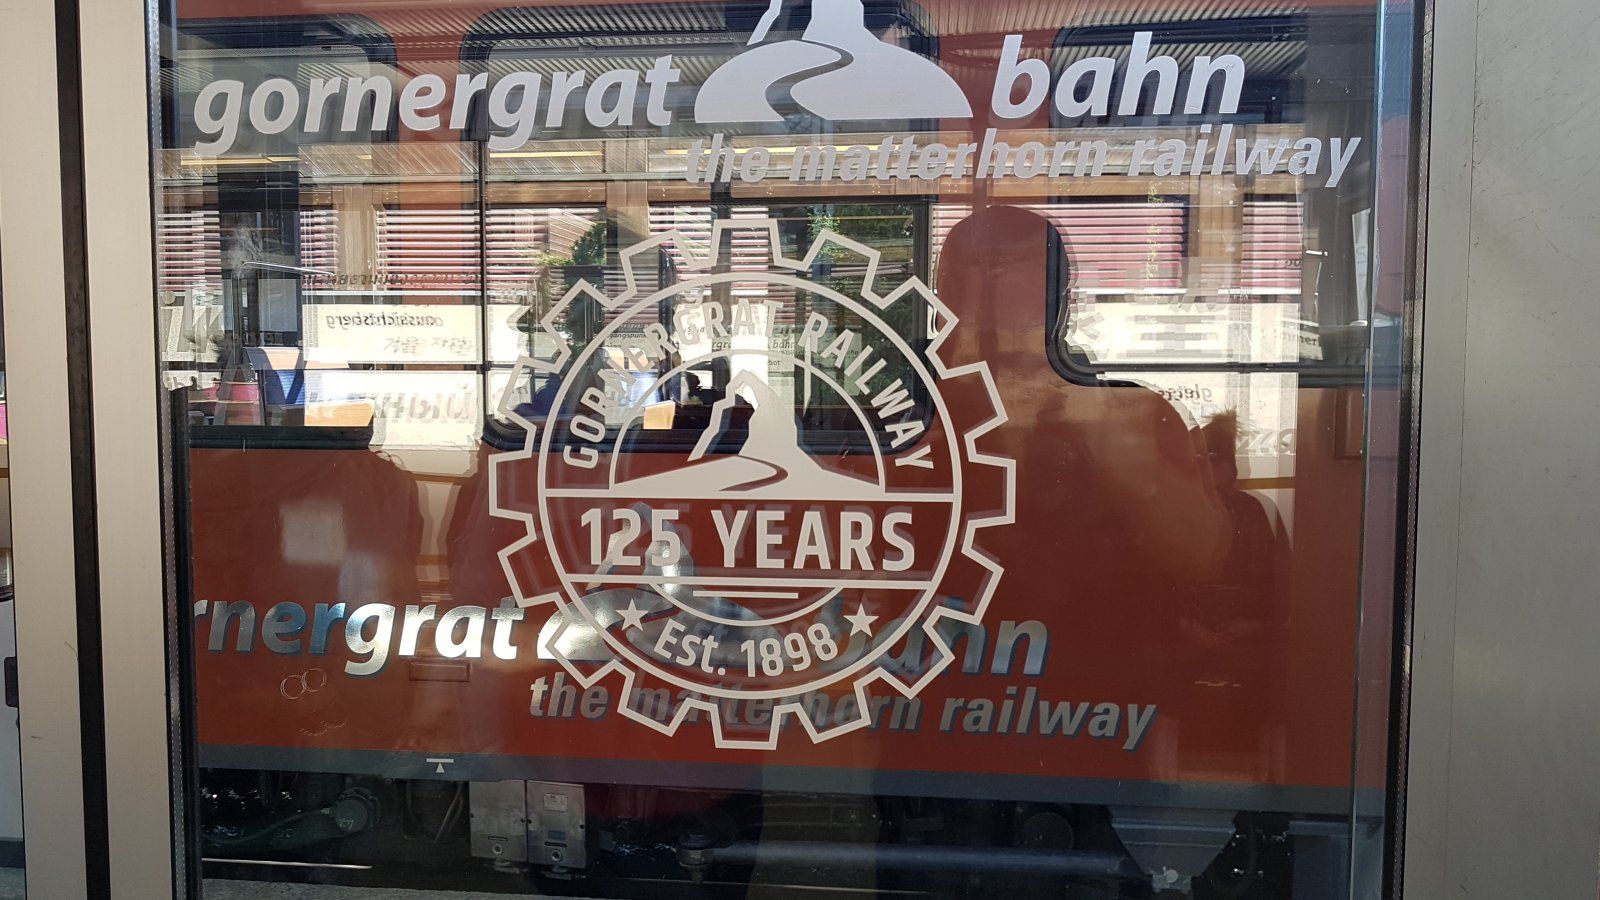 gornergrat bahn
the matterhorn railway
aussichtsberg
GORNERGRAT RAILWAY
125 YEARS
Est. 1898
rnergrat bahn
the matterhorn railway